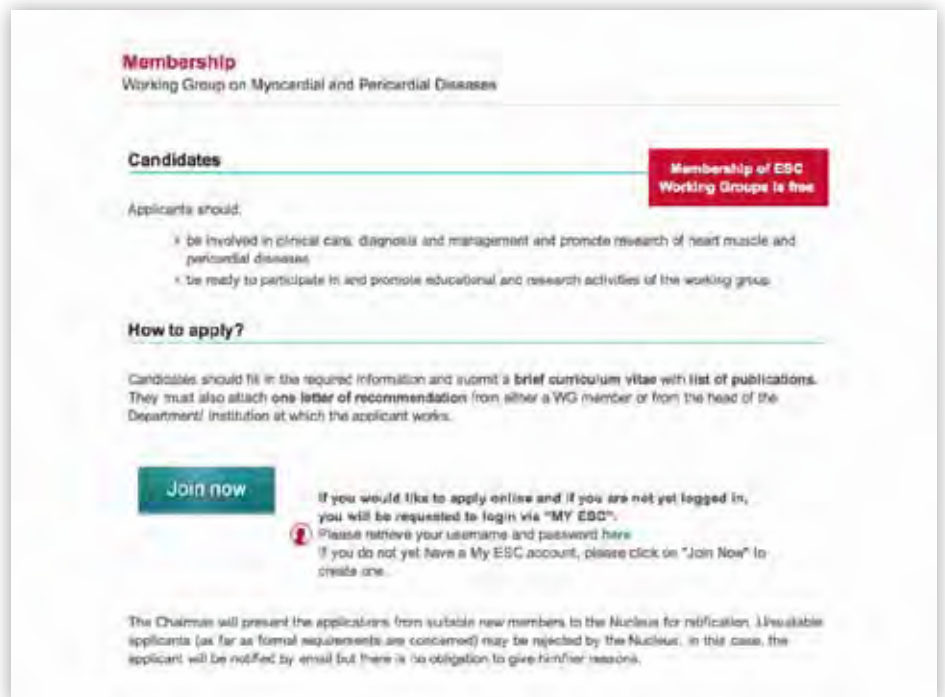 Membership
Working Group on Myocardial and Pericardial Diseases
Candidates
Membership of ESC
Working Groups is free
Applicants should:
be involved in clinical care, diagnosis and management and promote research of heart muscle and
pericardial diseases
be ready to participate in and promote educational and research activities of the working group.
How to apply?
Candidates should fill in the required information and submit a brief curriculum vitae with list of publications.
They must also attach one letter of recommendation from either a WG member or from the head of the
Department/ Institution at which the applicant works.
Join now
If you would like to apply online and if you are not yet logged in,
you will be requested to login via "MY ESC".
Please retrieve your username and password here
If you do not yet have a My ESC account, please click on "Join Now" to
create one.
The Chairman will present the applications from suitable new members to the Nucleus for ratification. Unsuitable
applicants (as far as formal requirements are concerned) may be rejected by the Nucleus. In this case, the
applicant will be notified by email but there is no obligation to give him/her reasons.